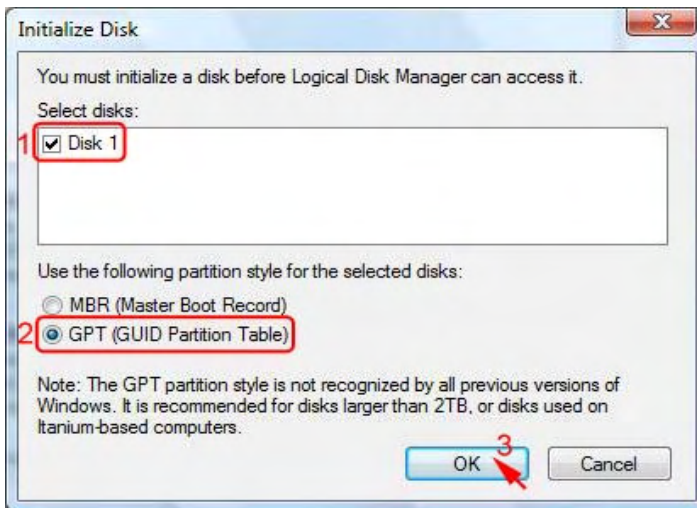 Initialize Disk
You must initialize a disk before Logical Disk Manager can access it.
Select disks:
1 Disk 1
Use the following partition style for the selected disks:
MBR (Master Boot Record)
2 GPT (GUID Partition Table)
Note: The GPT partition style is not recognized by all previous versions of
Windows. It is recommended for disks larger than 2TB, or disks used on
Itanium-based computers.
3
OK Cancel